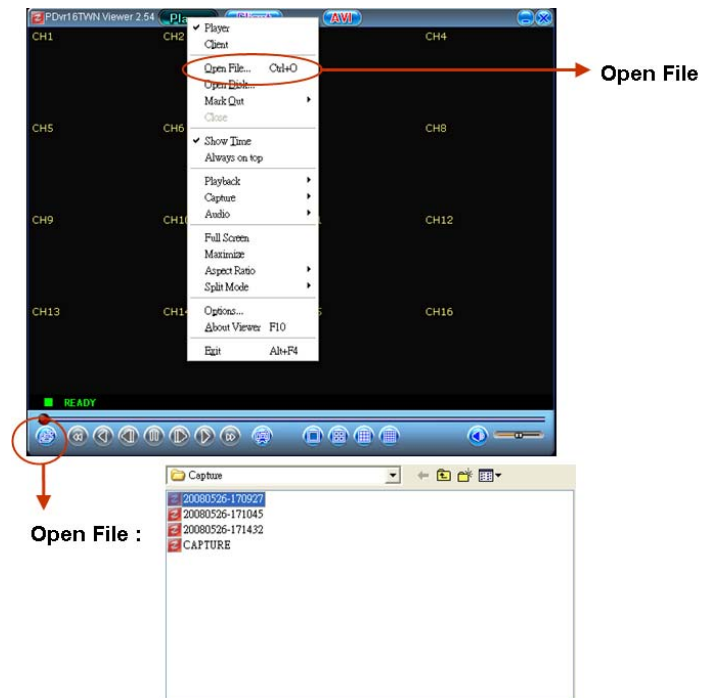 PDvr16TWN Viewer 2.54
AVI
CH1
CH2
CH4
CH5
CH6
CH8
CH9
CH12
CH13
CH16
Player
Client
Open File... Ctrl+O
Open Disk...
Mark Out
Close
Show Time
Always on top
Playback
Capture
Audio
Full Screen
Maximize
Aspect Ratio
Split Mode
Options...
About Viewer F10
Exit Alt+F4
Open File
READY
Open File :
Capture
20080526-170927
20080526-171045
20080526-171432
CAPTURE